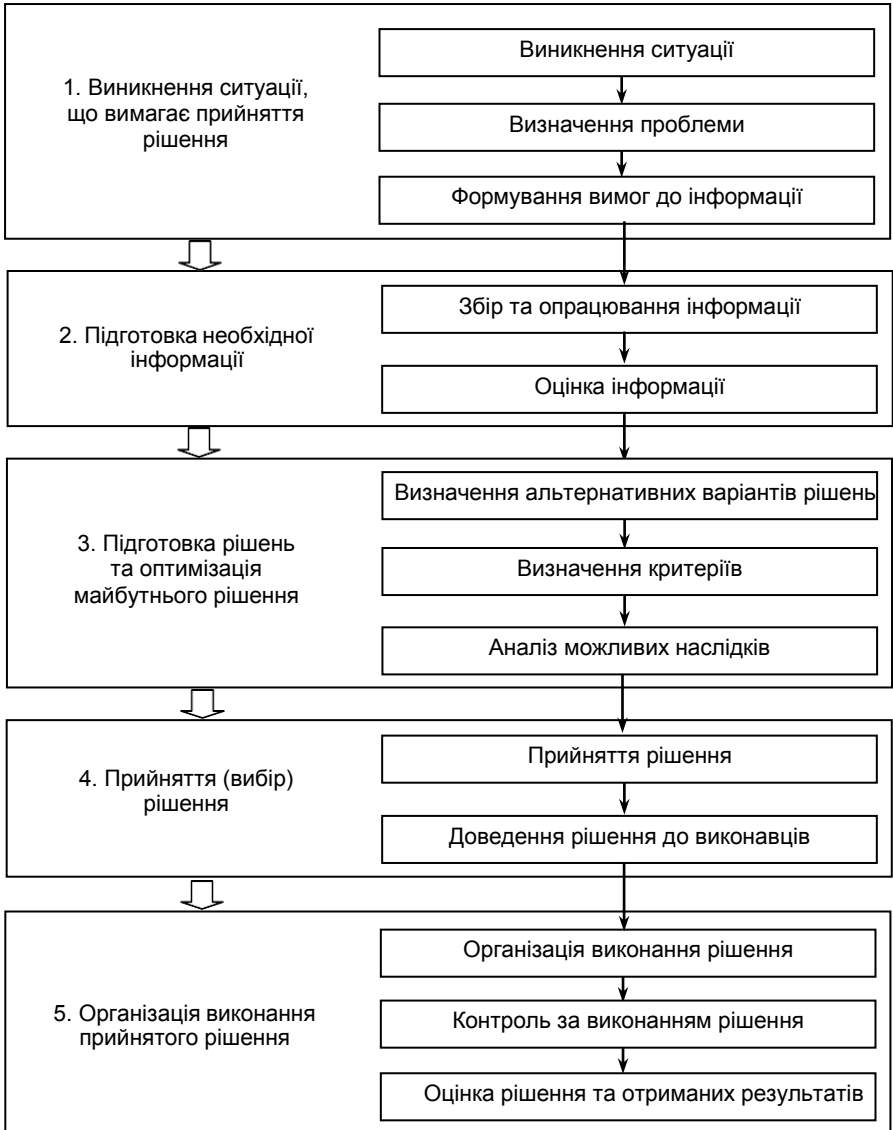 1. Виникнення ситуації,
що вимагає прийняття
рішення
Виникнення ситуації
Визначення проблеми
Формування вимог до інформації
2. Підготовка необхідної
інформації
Збір та опрацювання інформації
Оцінка інформації
3. Підготовка рішень
та оптимізація
майбутнього рішення
Визначення альтернативних варіантів рішень
Визначення критеріїв
Аналіз можливих наслідків
4. Прийняття (вибір)
рішення
Прийняття рішення
Доведення рішення до виконавців
5. Організація виконання
прийнятого рішення
Організація виконання рішення
Контроль за виконанням рішення
Оцінка рішення та отриманих результатів